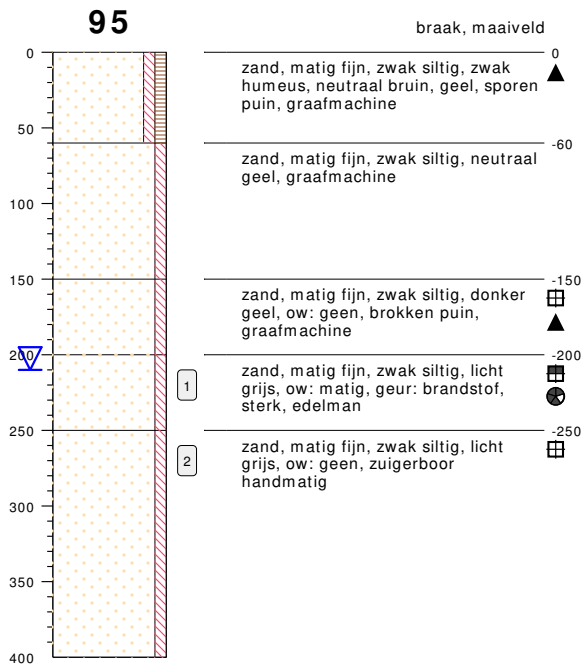 95
braak, maaiveld
0
50
100
150
200
250
300
350
400
1
2
0
zand, matig fijn, zwak siltig, zwak
humeus, neutraal bruin, geel, sporen
puin, graafmachine
-60
zand, matig fijn, zwak siltig, neutraal
geel, graafmachine
-150
zand, matig fijn, zwak siltig, donker
geel, ow: geen, brokken puin,
graafmachine
-200
zand, matig fijn, zwak siltig, licht
grijs, ow: matig, geur: brandstof,
sterk, edelman
-250
zand, matig fijn, zwak siltig, licht
grijs, ow: geen, zuigerboor
handmatig